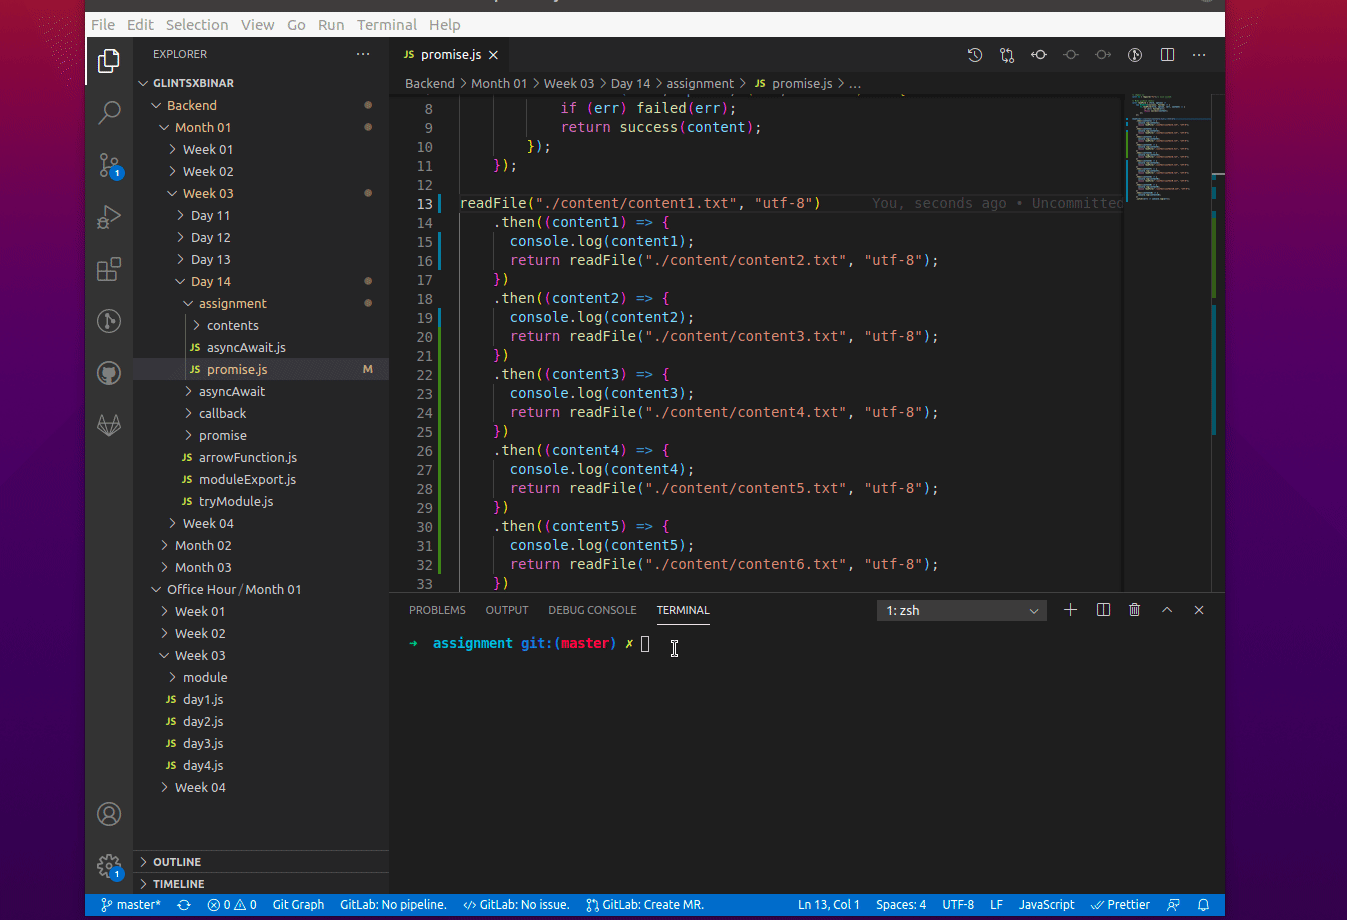 File Edit Selection View Go Run Terminal Help
EXPLORER
GLINTSXBINAR
Backend
Month 01
Week 01
Week 02
Week 03
Day 11
Day 12
Day 13
Day 14
assignment
contents
JS asyncAwait.js
JS promise.js M
asyncAwait
callback
promise
JS arrowFunction.js
JS moduleExport.js
JS tryModule.js
Week 04
Month 02
Month 03
Office Hour / Month 01
Week 01
Week 02
Week 03
module
JS day1.js
JS day2.js
JS day3.js
JS day4.js
Week 04
OUTLINE
TIMELINE
1
1
JS promise.js
Backend > Month 01 > Week 03 > Day 14 > assignment > JS promise.js > ...
8 if (err) failed(err);
9 return success(content);
10 });
11 });
12
13 readFile("./content/content1.txt", "utf-8") You, seconds ago • Uncommitted
14 .then((content1) => {
15 console.log(content1);
16 return readFile("./content/content2.txt", "utf-8");
17 })
18 .then((content2) => {
19 console.log(content2);
20 return readFile("./content/content3.txt", "utf-8");
21 })
22 .then((content3) => {
23 console.log(content3);
24 return readFile("./content/content4.txt", "utf-8");
25 })
26 .then((content4) => {
27 console.log(content4);
28 return readFile("./content/content5.txt", "utf-8");
29 })
30 .then((content5) => {
31 console.log(content5);
32 return readFile("./content/content6.txt", "utf-8");
33 })
PROBLEMS OUTPUT DEBUG CONSOLE TERMINAL 1: zsh
→ assignment git:(master) ✗
master* 0 0 Git Graph GitLab: No pipeline. GitLab: No issue. GitLab: Create MR. Ln 13, Col 1 Spaces: 4 UTF-8 LF JavaScript Prettier